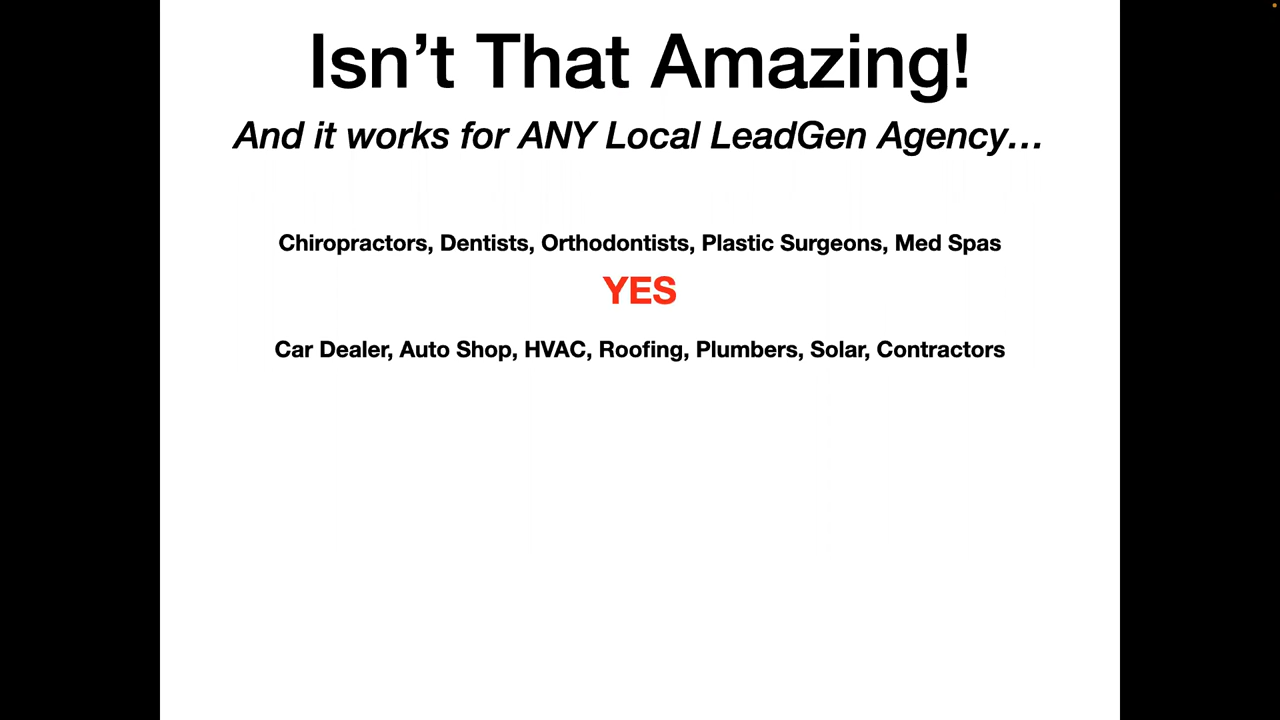 Isn’t That Amazing!
And it works for ANY Local LeadGen Agency…
Chiropractors, Dentists, Orthodontists, Plastic Surgeons, Med Spas
YES
Car Dealer, Auto Shop, HVAC, Roofing, Plumbers, Solar, Contractors